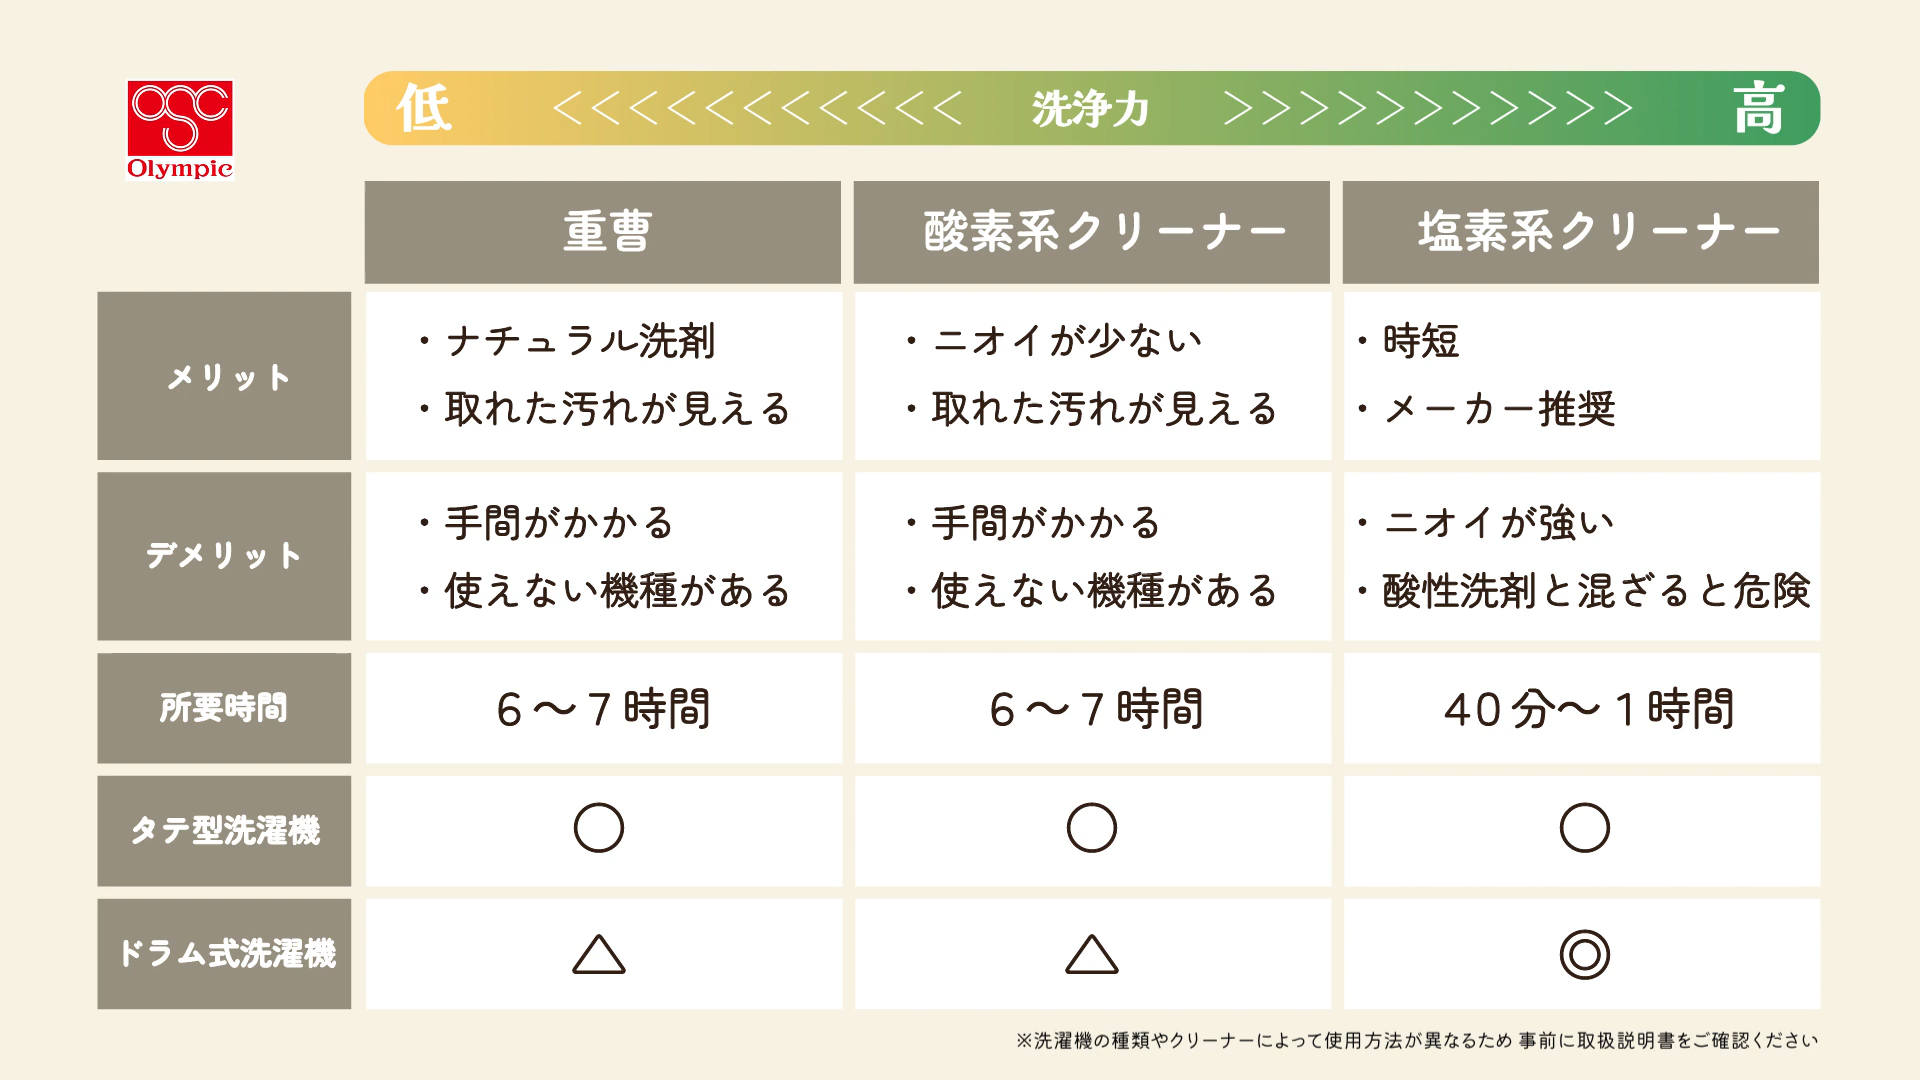 OSC
Olympic
低 <<<<<<<<<<< 洗浄力 >>>>>>>>>>> 高
重曹 酸素系クリーナー 塩素系クリーナー
メリット
・ナチュラル洗剤
・取れた汚れが見える
・ニオイが少ない
・取れた汚れが見える
・時短
・メーカー推奨
デメリット
・手間がかかる
・使えない機種がある
・手間がかかる
・使えない機種がある
・ニオイが強い
・酸性洗剤と混ざると危険
所要時間 6〜7時間 6〜7時間 40分〜1時間
タテ型洗濯機 ○ ○ ○
ドラム式洗濯機 △ △ ◎
※洗濯機の種類やクリーナーによって使用方法が異なるため 事前に取扱説明書をご確認ください